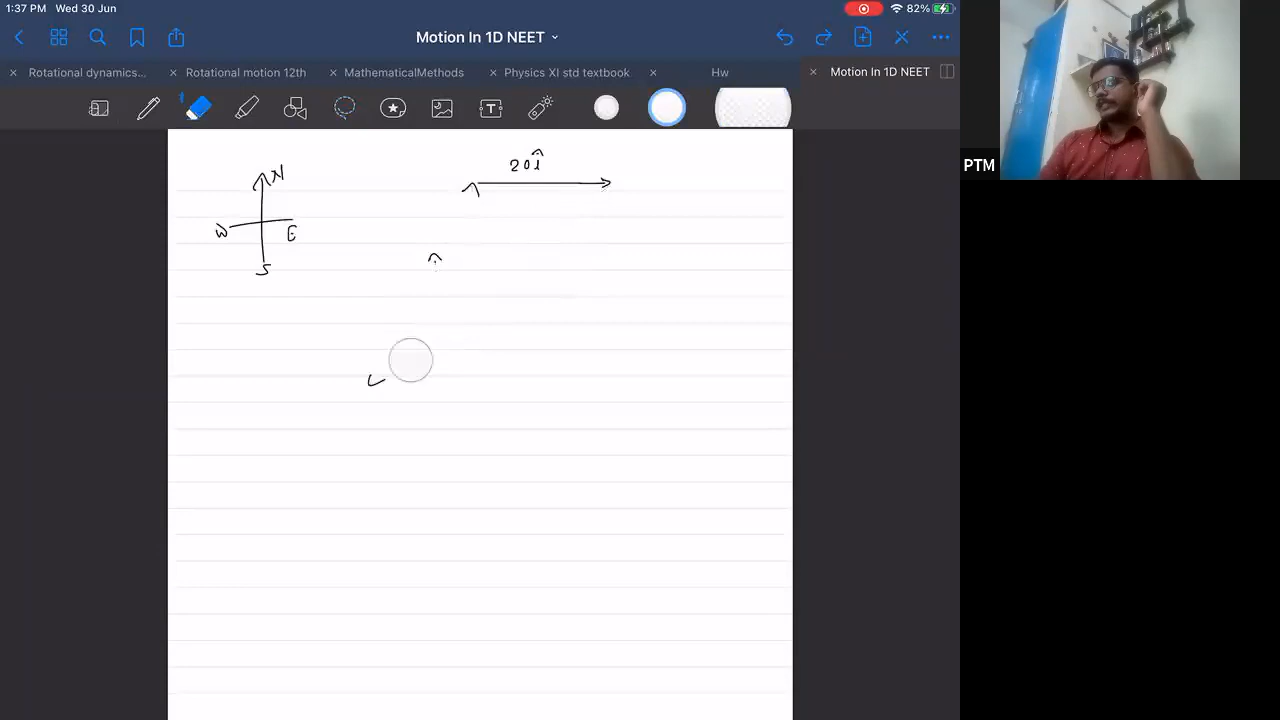 1:37 PM Wed 30 Jun 82%
Motion In 1D NEET
Rotational dynamics... Rotational motion 12th MathematicalMethods Physics XI std textbook Hw Motion In 1D NEET
PTM
N
20î
W E
S